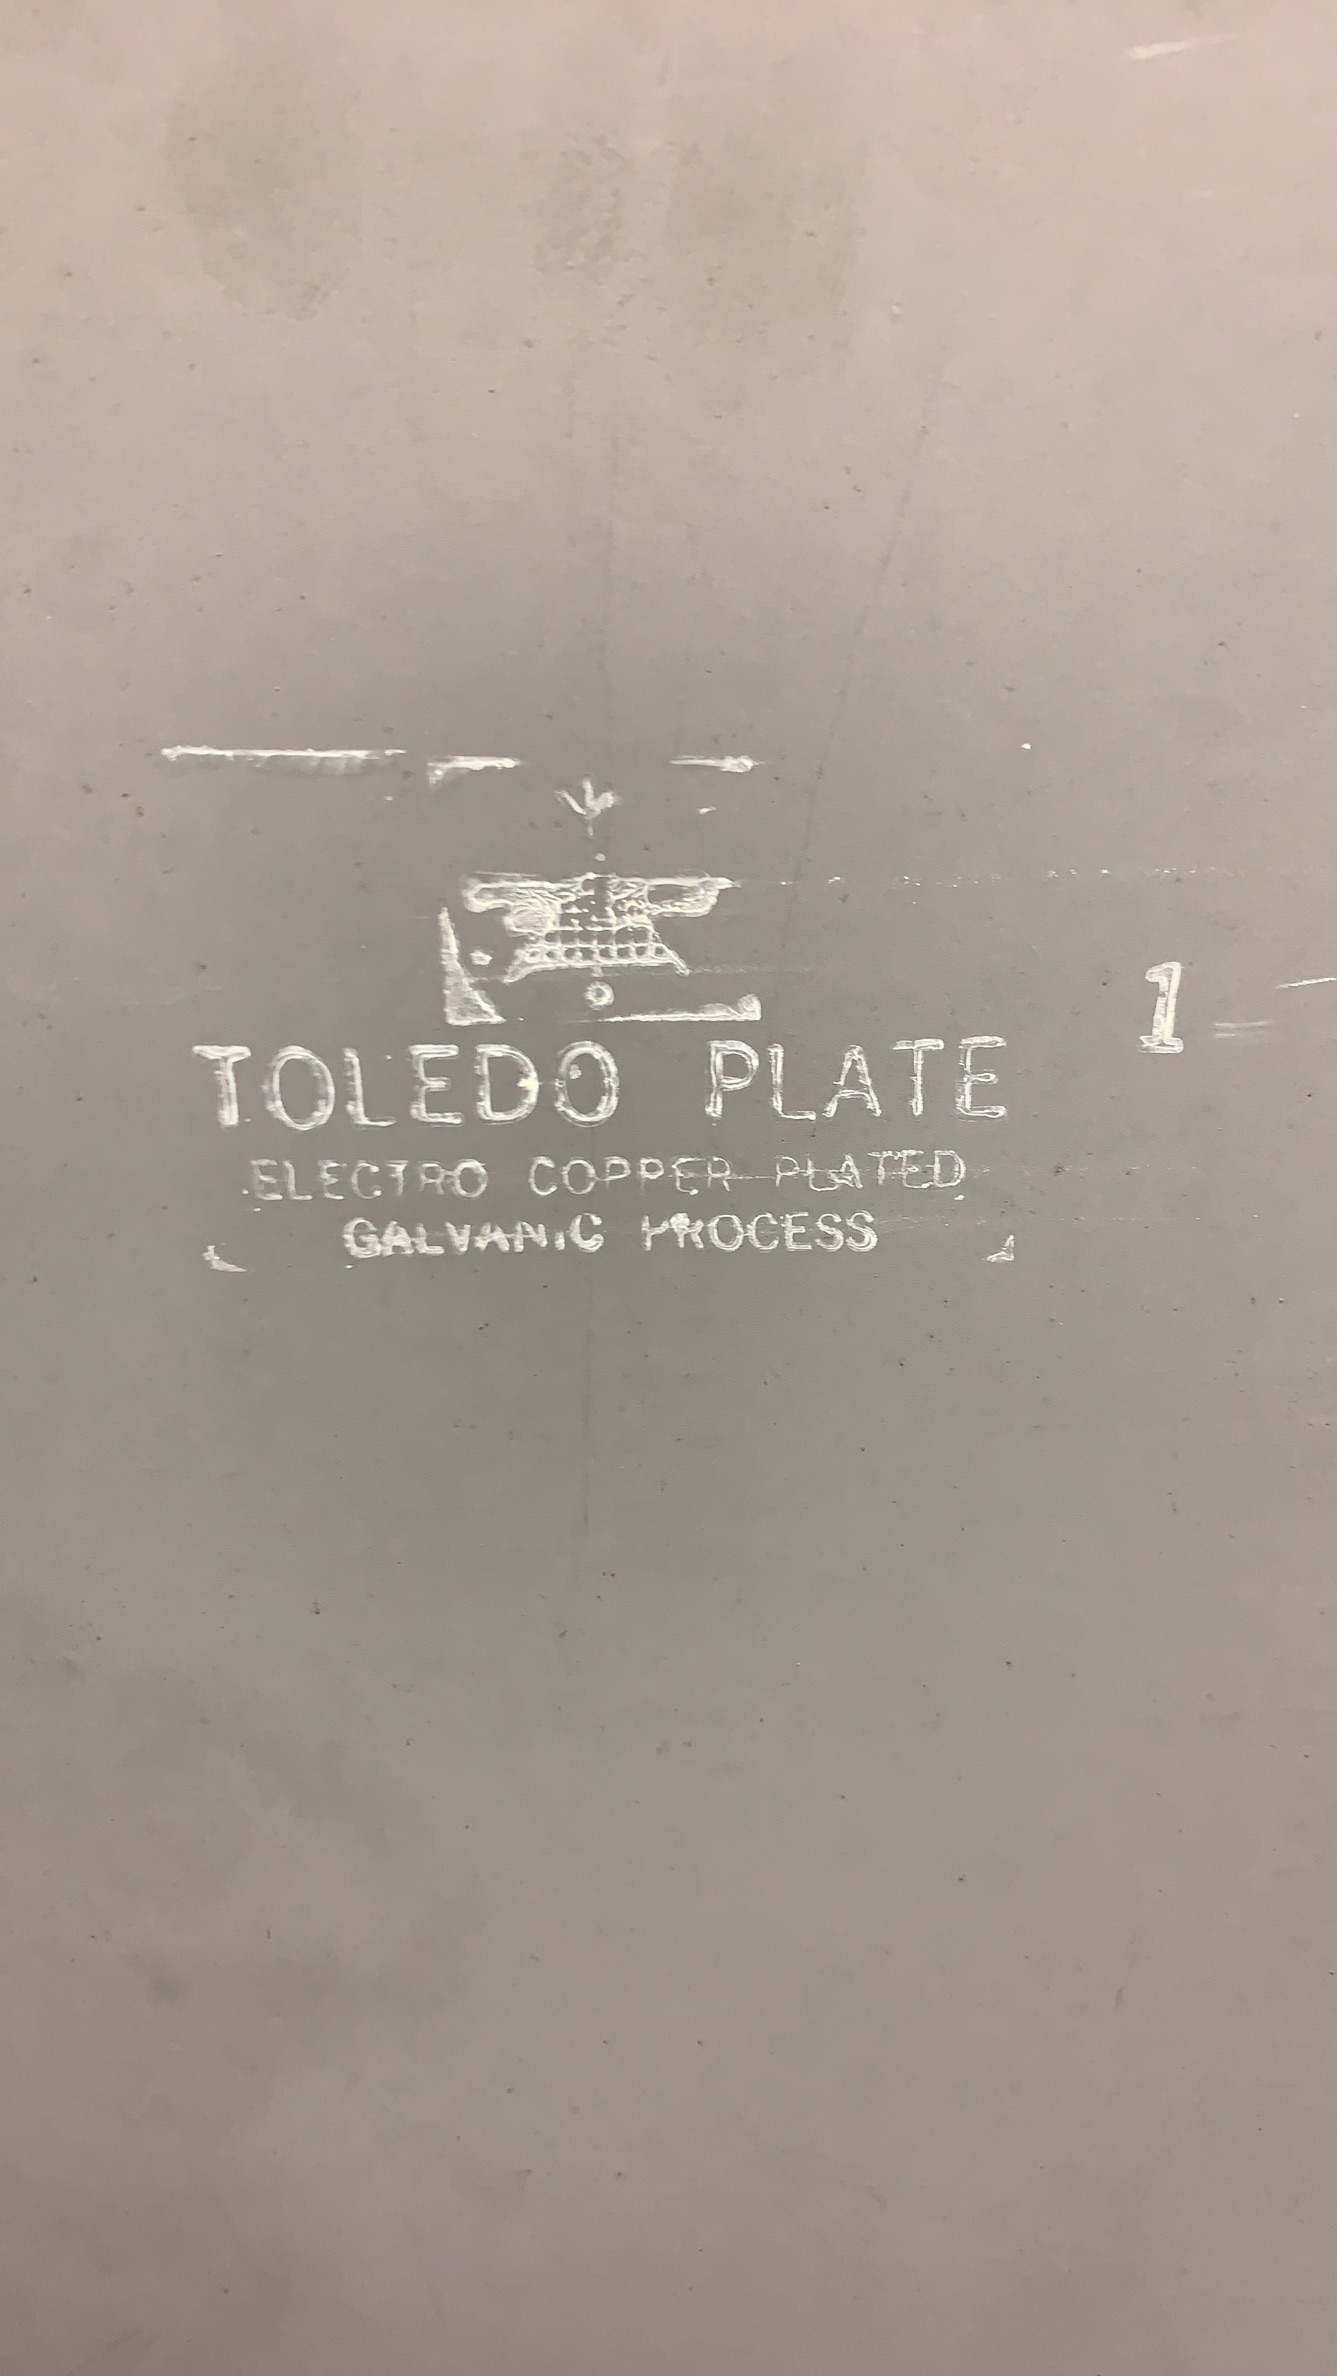 TOLEDO PLATE
1
ELECTRO COPPER PLATED
GALVANIC PROCESS